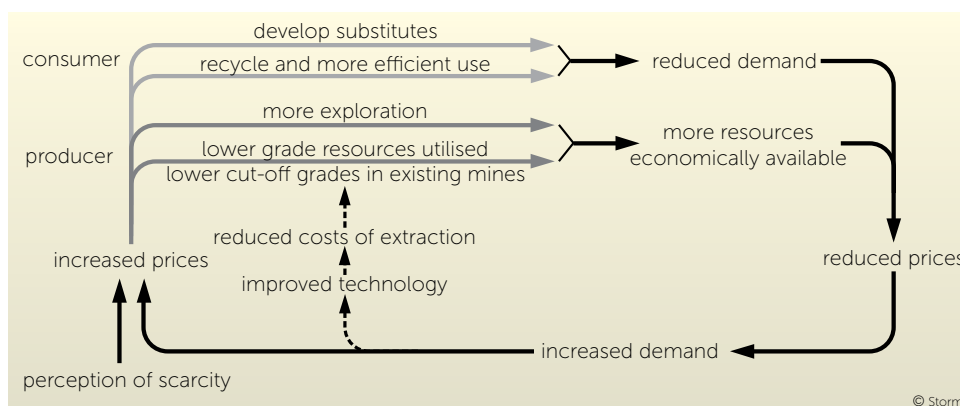 develop substitutes
consumer
recycle and more efficient use
reduced demand
more exploration
more resources
economically available
producer
lower grade resources utilised
lower cut-off grades in existing mines
reduced costs of extraction
increased prices
reduced prices
improved technology
increased demand
perception of scarcity
© Storm